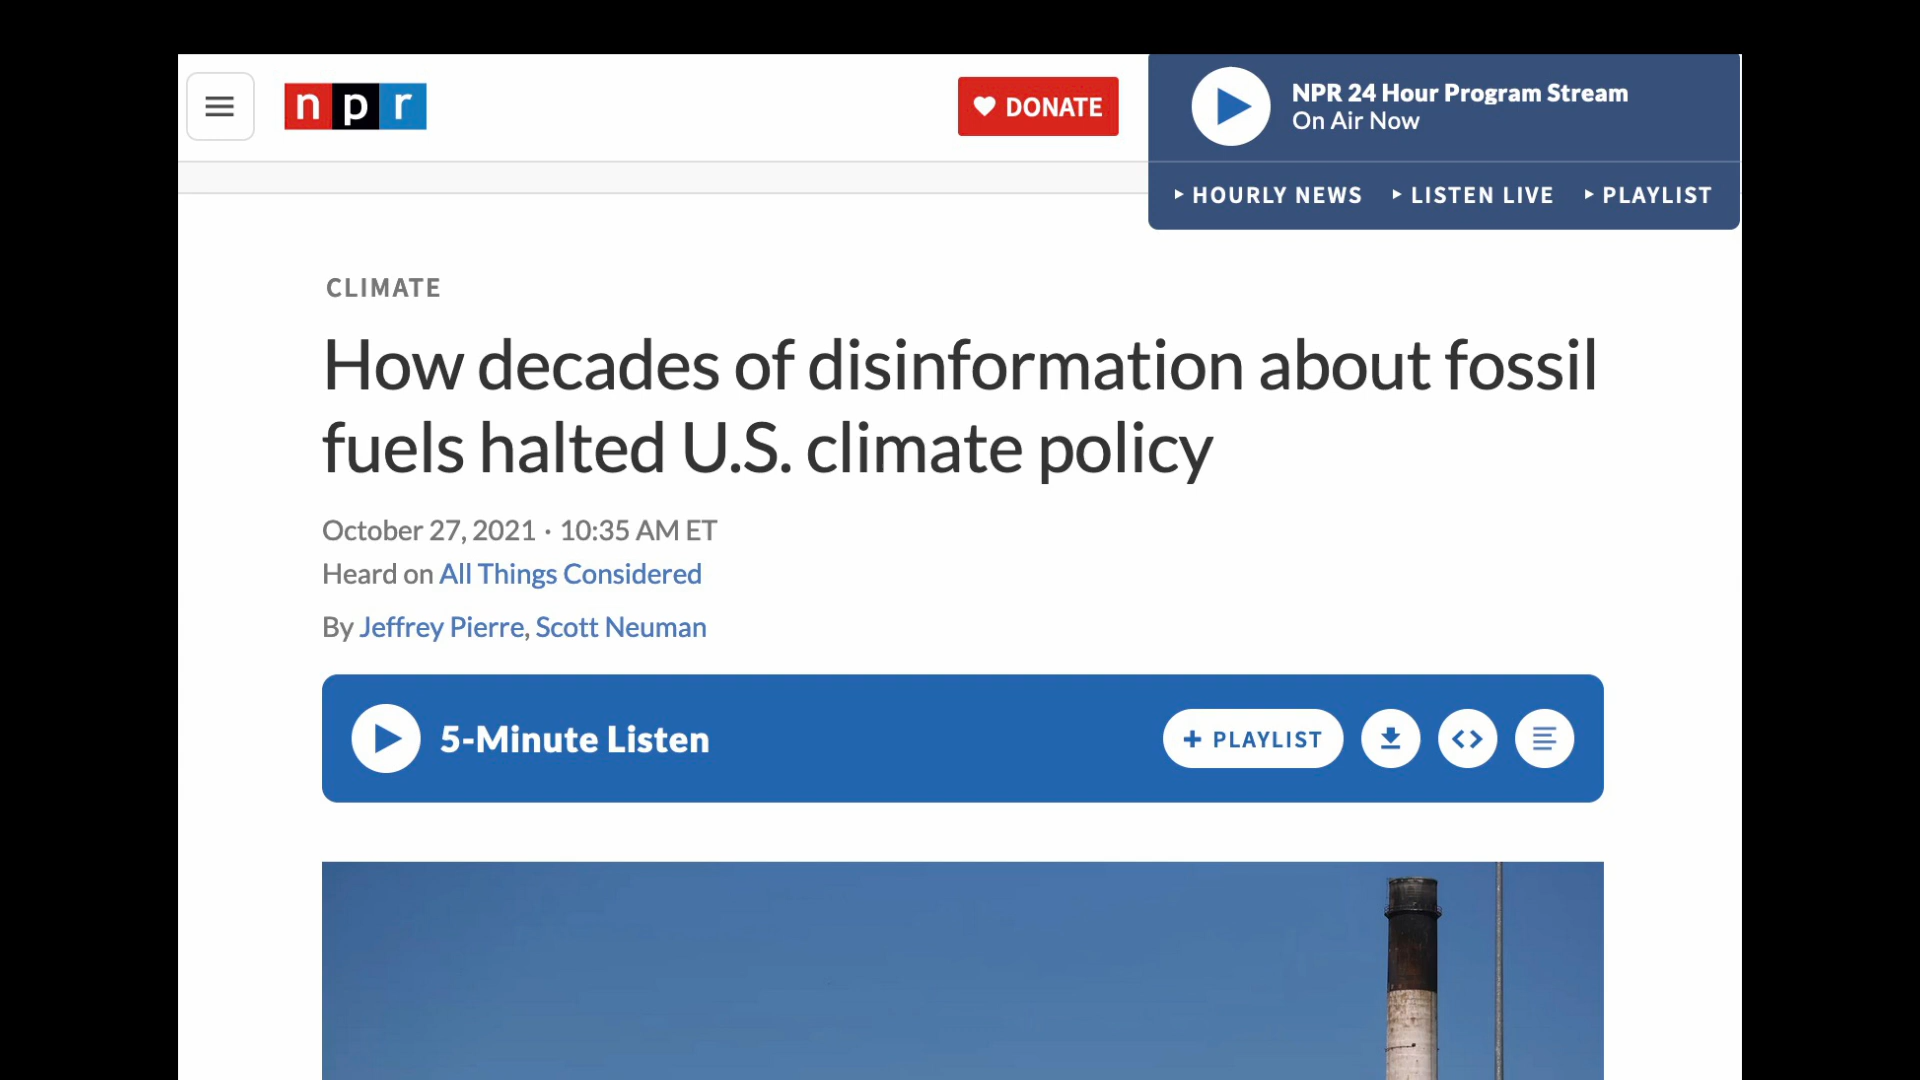 npr
DONATE
NPR 24 Hour Program Stream
On Air Now
HOURLY NEWS
LISTEN LIVE
PLAYLIST
CLIMATE
How decades of disinformation about fossil
fuels halted U.S. climate policy
October 27, 2021 · 10:35 AM ET
Heard on All Things Considered
By Jeffrey Pierre, Scott Neuman
5-Minute Listen
+ PLAYLIST